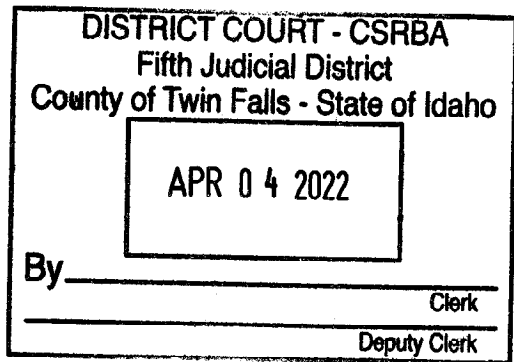 DISTRICT COURT - CSRBA
Fifth Judicial District
County of Twin Falls - State of Idaho
APR 04 2022
By
Clerk
Deputy Clerk